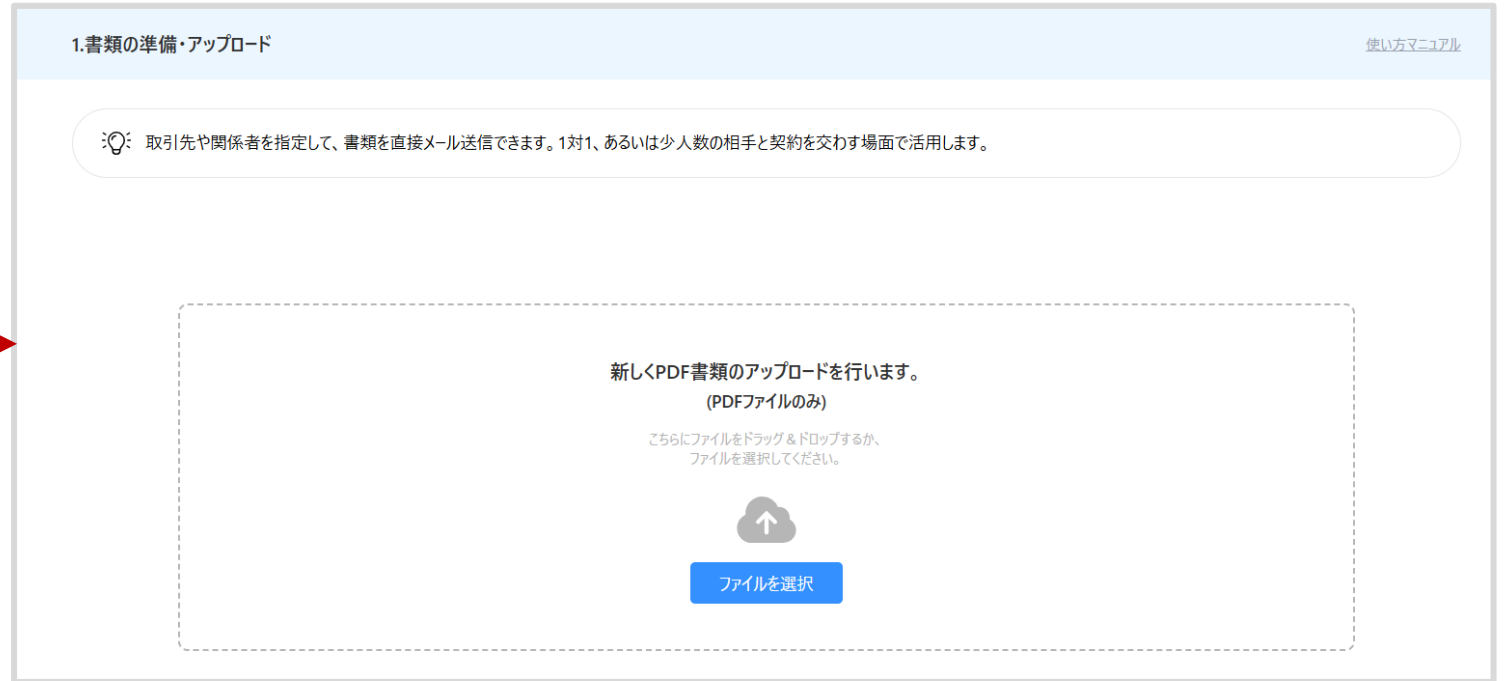 1.書類の準備・アップロード
使い方マニュアル
取引先や関係者を指定して、書類を直接メール送信できます。1対1、あるいは少人数の相手と契約を交わす場面で活用します。
新しくPDF書類のアップロードを行います。
(PDFファイルのみ)
こちらにファイルをドラッグ&ドロップするか、
ファイルを選択してください。
ファイルを選択